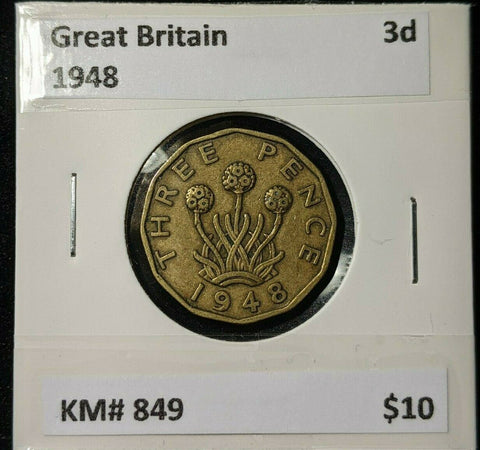 Great Britain 3d
1948
THREE PENCE
1948
KM# 849 $10